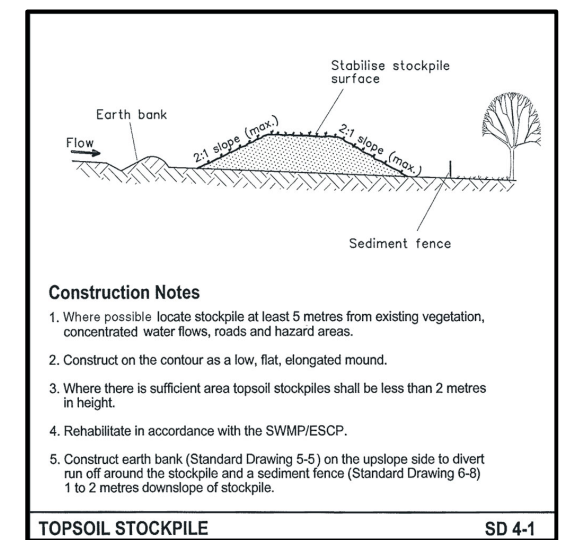 Stabilise stockpile
surface
Earth bank
Flow
2:1 slope (max.)
2:1 slope (max.)
Sediment fence
Construction Notes
1. Where possible locate stockpile at least 5 metres from existing vegetation,
concentrated water flows, roads and hazard areas.
2. Construct on the contour as a low, flat, elongated mound.
3. Where there is sufficient area topsoil stockpiles shall be less than 2 metres
in height.
4. Rehabilitate in accordance with the SWMP/ESCP.
5. Construct earth bank (Standard Drawing 5-5) on the upslope side to divert
run off around the stockpile and a sediment fence (Standard Drawing 6-8)
1 to 2 metres downslope of stockpile.
TOPSOIL STOCKPILE SD 4-1